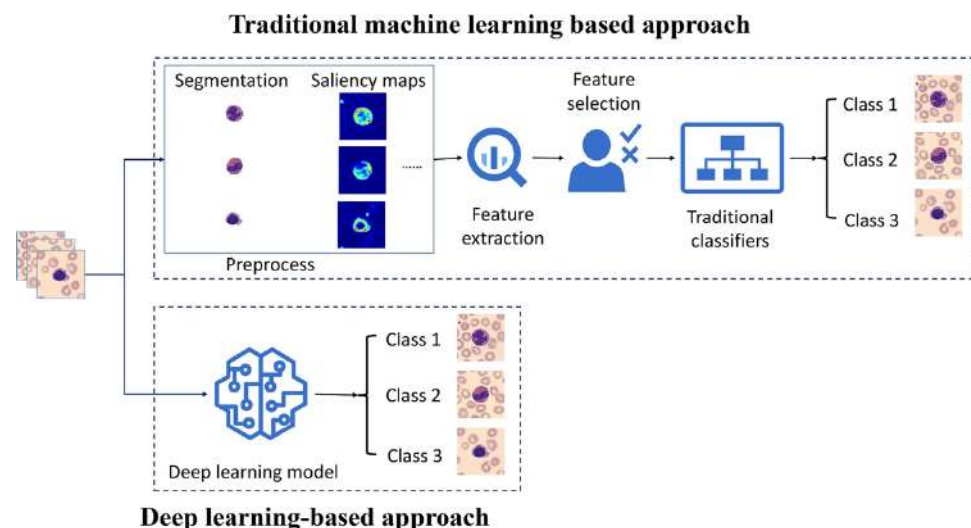 Traditional machine learning based approach
Segmentation
Saliency maps
......
Preprocess
Feature
extraction
Feature
selection
Traditional
classifiers
Class 1
Class 2
Class 3
Deep learning model
Class 1
Class 2
Class 3
Deep learning-based approach